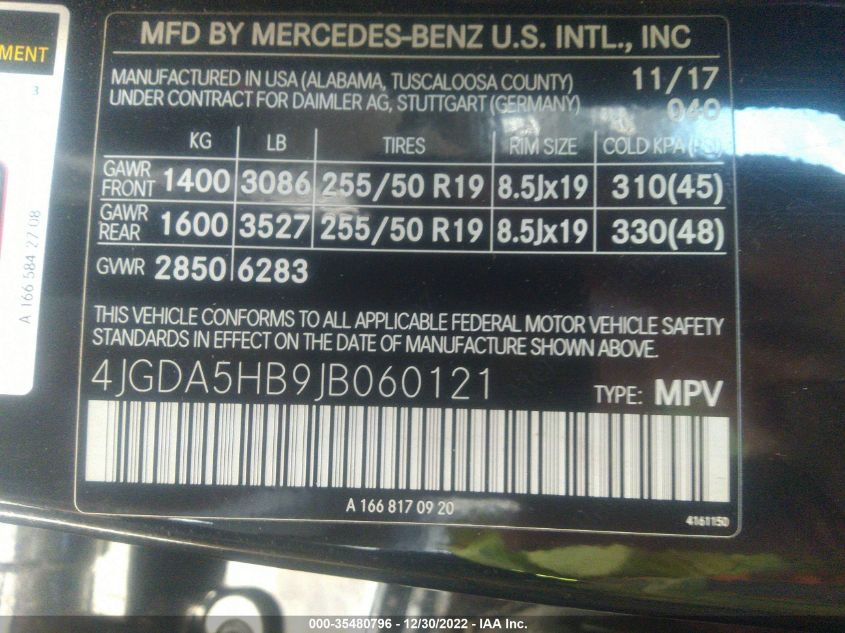 MENT
3
A 166 584 27 08
MFD BY MERCEDES-BENZ U.S. INTL., INC
MANUFACTURED IN USA (ALABAMA, TUSCALOOSA COUNTY) 11/17
UNDER CONTRACT FOR DAIMLER AG, STUTTGART (GERMANY) 040
KG LB TIRES RIM SIZE COLD KPA (PSI)
GAWR FRONT 1400 3086 255/50 R19 8.5Jx19 310(45)
GAWR REAR 1600 3527 255/50 R19 8.5Jx19 330(48)
GVWR 2850 6283
THIS VEHICLE CONFORMS TO ALL APPLICABLE FEDERAL MOTOR VEHICLE SAFETY
STANDARDS IN EFFECT ON THE DATE OF MANUFACTURE SHOWN ABOVE.
4JGDA5HB9JB060121 TYPE: MPV
A 166 817 09 20
4161150
000-35480796 - 12/30/2022 - IAA Inc.